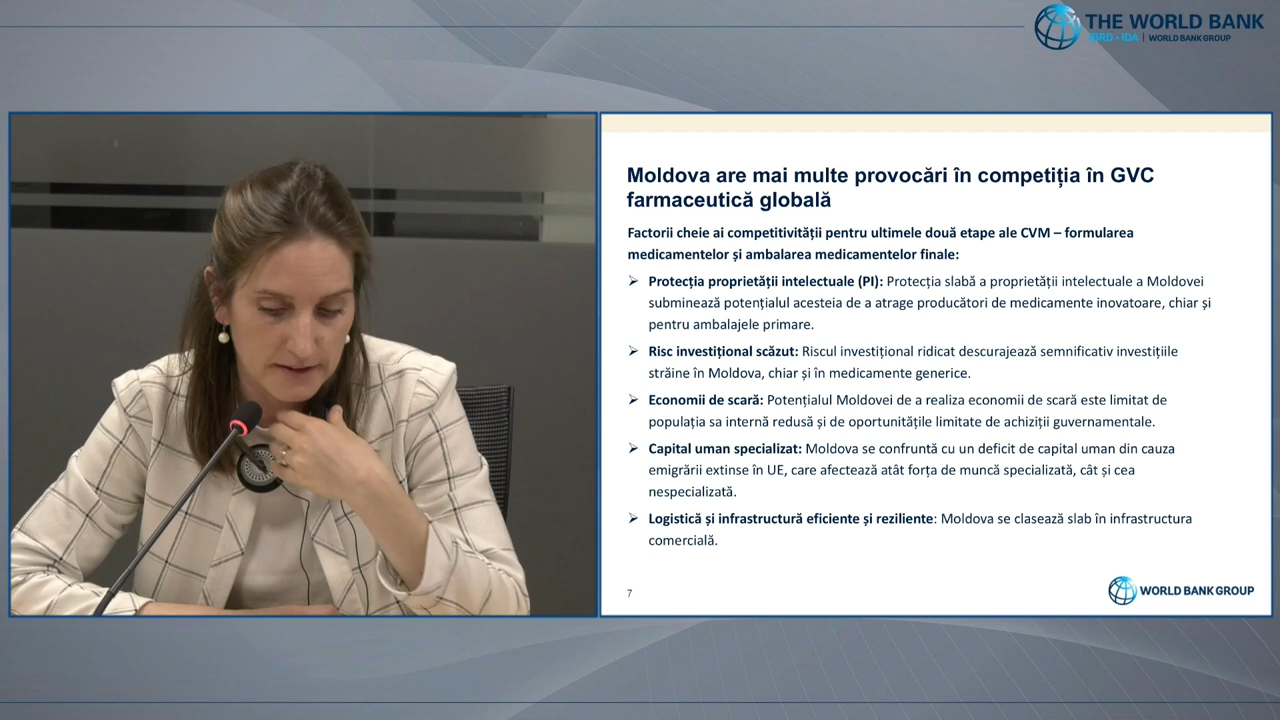 THE WORLD BANK
IBRD • IDA | WORLD BANK GROUP
Moldova are mai multe provocări în competiția în GVC
farmaceutică globală
Factorii cheie ai competitivității pentru ultimele două etape ale CVM – formularea
medicamentelor și ambalarea medicamentelor finale:
➢ Protecția proprietății intelectuale (PI): Protecția slabă a proprietății intelectuale a Moldovei
subminează potențialul acesteia de a atrage producători de medicamente inovatoare, chiar și
pentru ambalajele primare.
➢ Risc investițional scăzut: Riscul investițional ridicat descurajează semnificativ investițiile
străine în Moldova, chiar și în medicamente generice.
➢ Economii de scară: Potențialul Moldovei de a realiza economii de scară este limitat de
populația sa internă redusă și de oportunitățile limitate de achiziții guvernamentale.
➢ Capital uman specializat: Moldova se confruntă cu un deficit de capital uman din cauza
emigrării extinse în UE, care afectează atât forța de muncă specializată, cât și cea
nespecializată.
➢ Logistică și infrastructură eficiente și reziliente: Moldova se clasează slab în infrastructura
comercială.
7
WORLD BANK GROUP